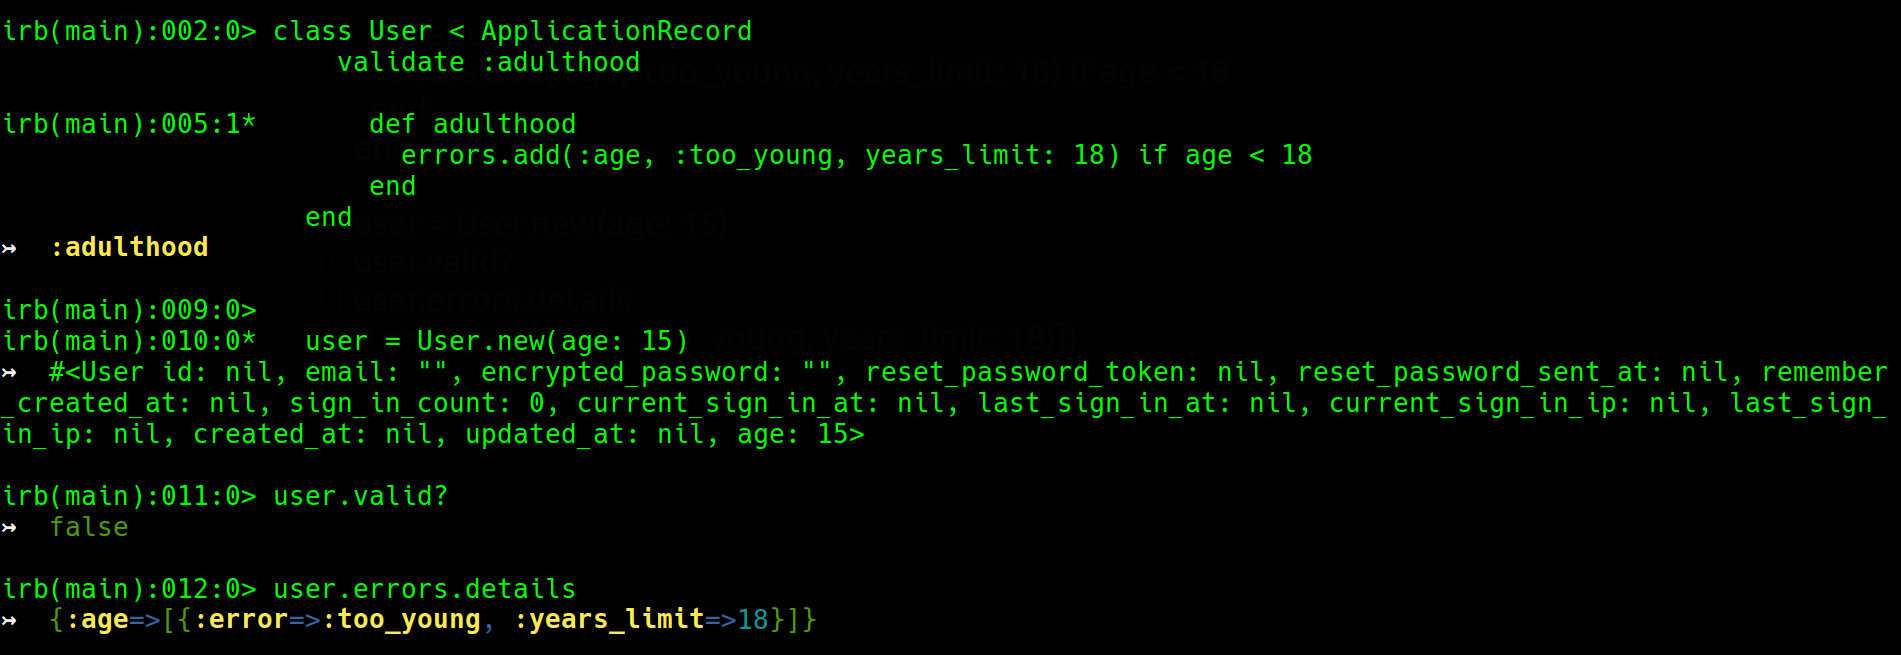 irb(main):002:0> class User < ApplicationRecord
validate :adulthood
irb(main):005:1* def adulthood
errors.add(:age, :too_young, years_limit: 18) if age < 18
end
end
↣ :adulthood
irb(main):009:0>
irb(main):010:0* user = User.new(age: 15)
↣ #<User id: nil, email: "", encrypted_password: "", reset_password_token: nil, reset_password_sent_at: nil, remember
_created_at: nil, sign_in_count: 0, current_sign_in_at: nil, last_sign_in_at: nil, current_sign_in_ip: nil, last_sign_
in_ip: nil, created_at: nil, updated_at: nil, age: 15>
irb(main):011:0> user.valid?
↣ false
irb(main):012:0> user.errors.details
↣ {:age=>[{:error=>:too_young, :years_limit=>18}]}